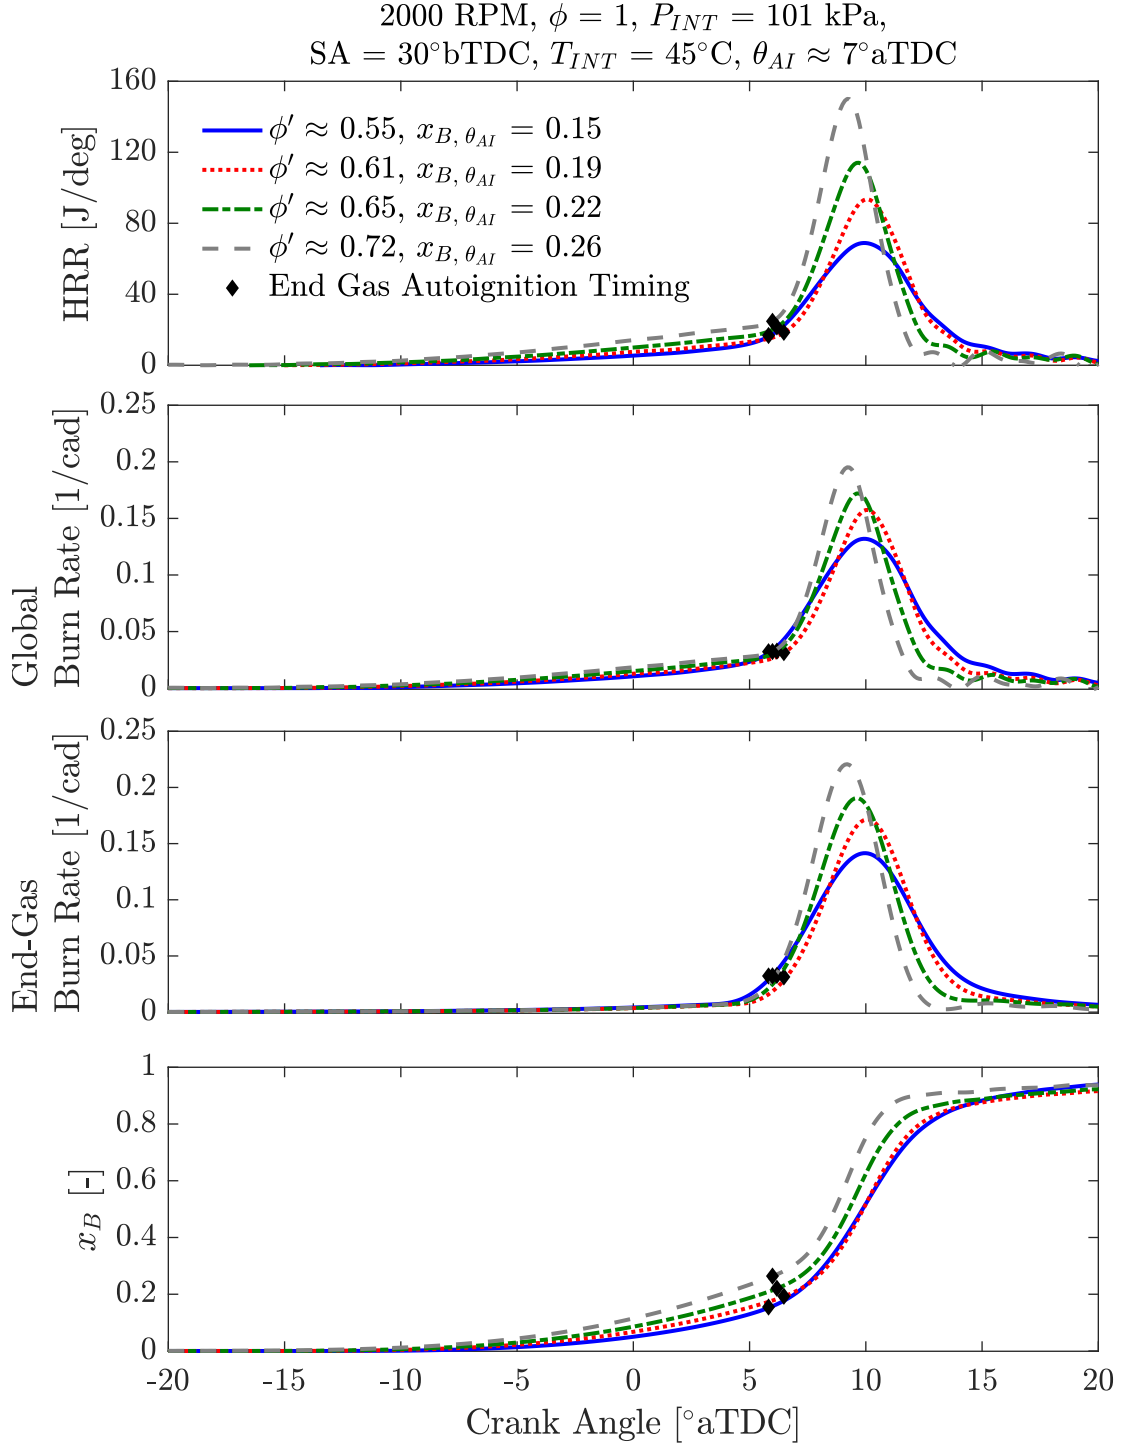 2000 RPM, ϕ = 1, P_INT = 101 kPa,
SA = 30°bTDC, T_INT = 45°C, θ_AI ≈ 7°aTDC
HRR [J/deg]
160
120
80
40
0
ϕ′ ≈ 0.55, x_B, θ_AI = 0.15
ϕ′ ≈ 0.61, x_B, θ_AI = 0.19
ϕ′ ≈ 0.65, x_B, θ_AI = 0.22
ϕ′ ≈ 0.72, x_B, θ_AI = 0.26
End Gas Autoignition Timing
Global
Burn Rate [1/cad]
0.25
0.2
0.15
0.1
0.05
0
End-Gas
Burn Rate [1/cad]
0.25
0.2
0.15
0.1
0.05
0
x_B [-]
1
0.8
0.6
0.4
0.2
0
-20 -15 -10 -5 0 5 10 15 20
Crank Angle [°aTDC]